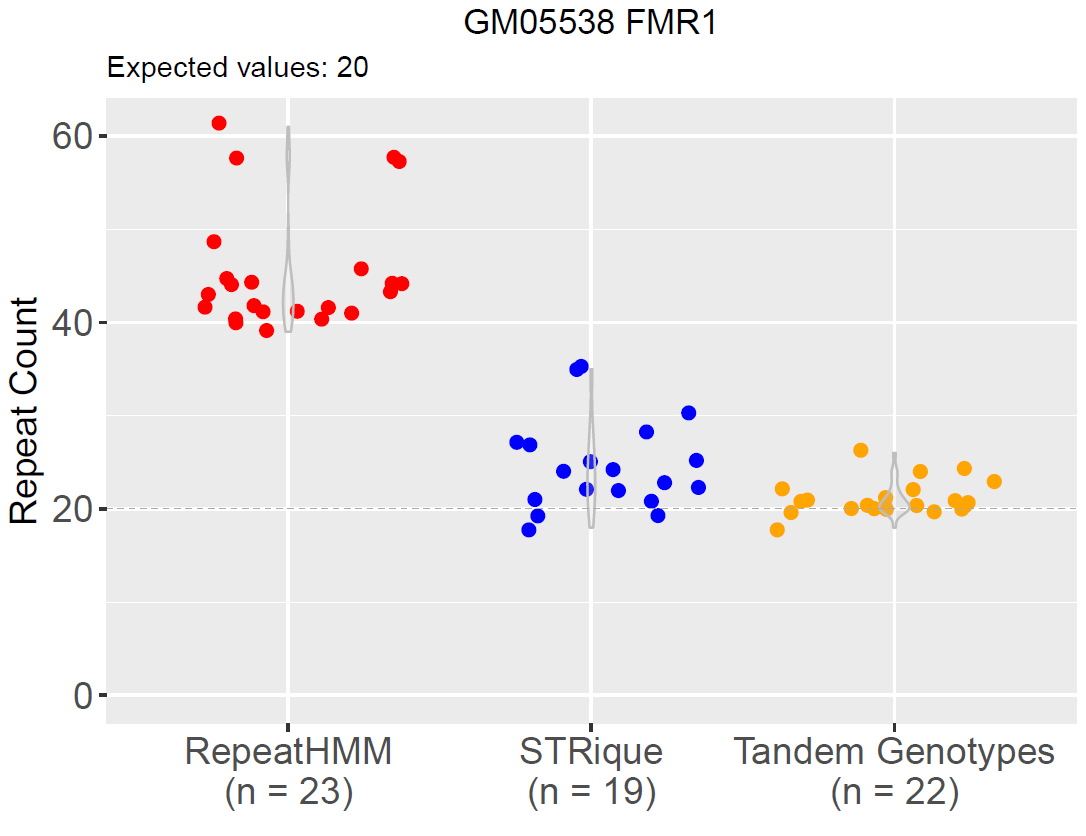 GM05538 FMR1
Expected values: 20
Repeat Count
60
40
20
0
RepeatHMM
(n = 23)
STRique
(n = 19)
Tandem Genotypes
(n = 22)